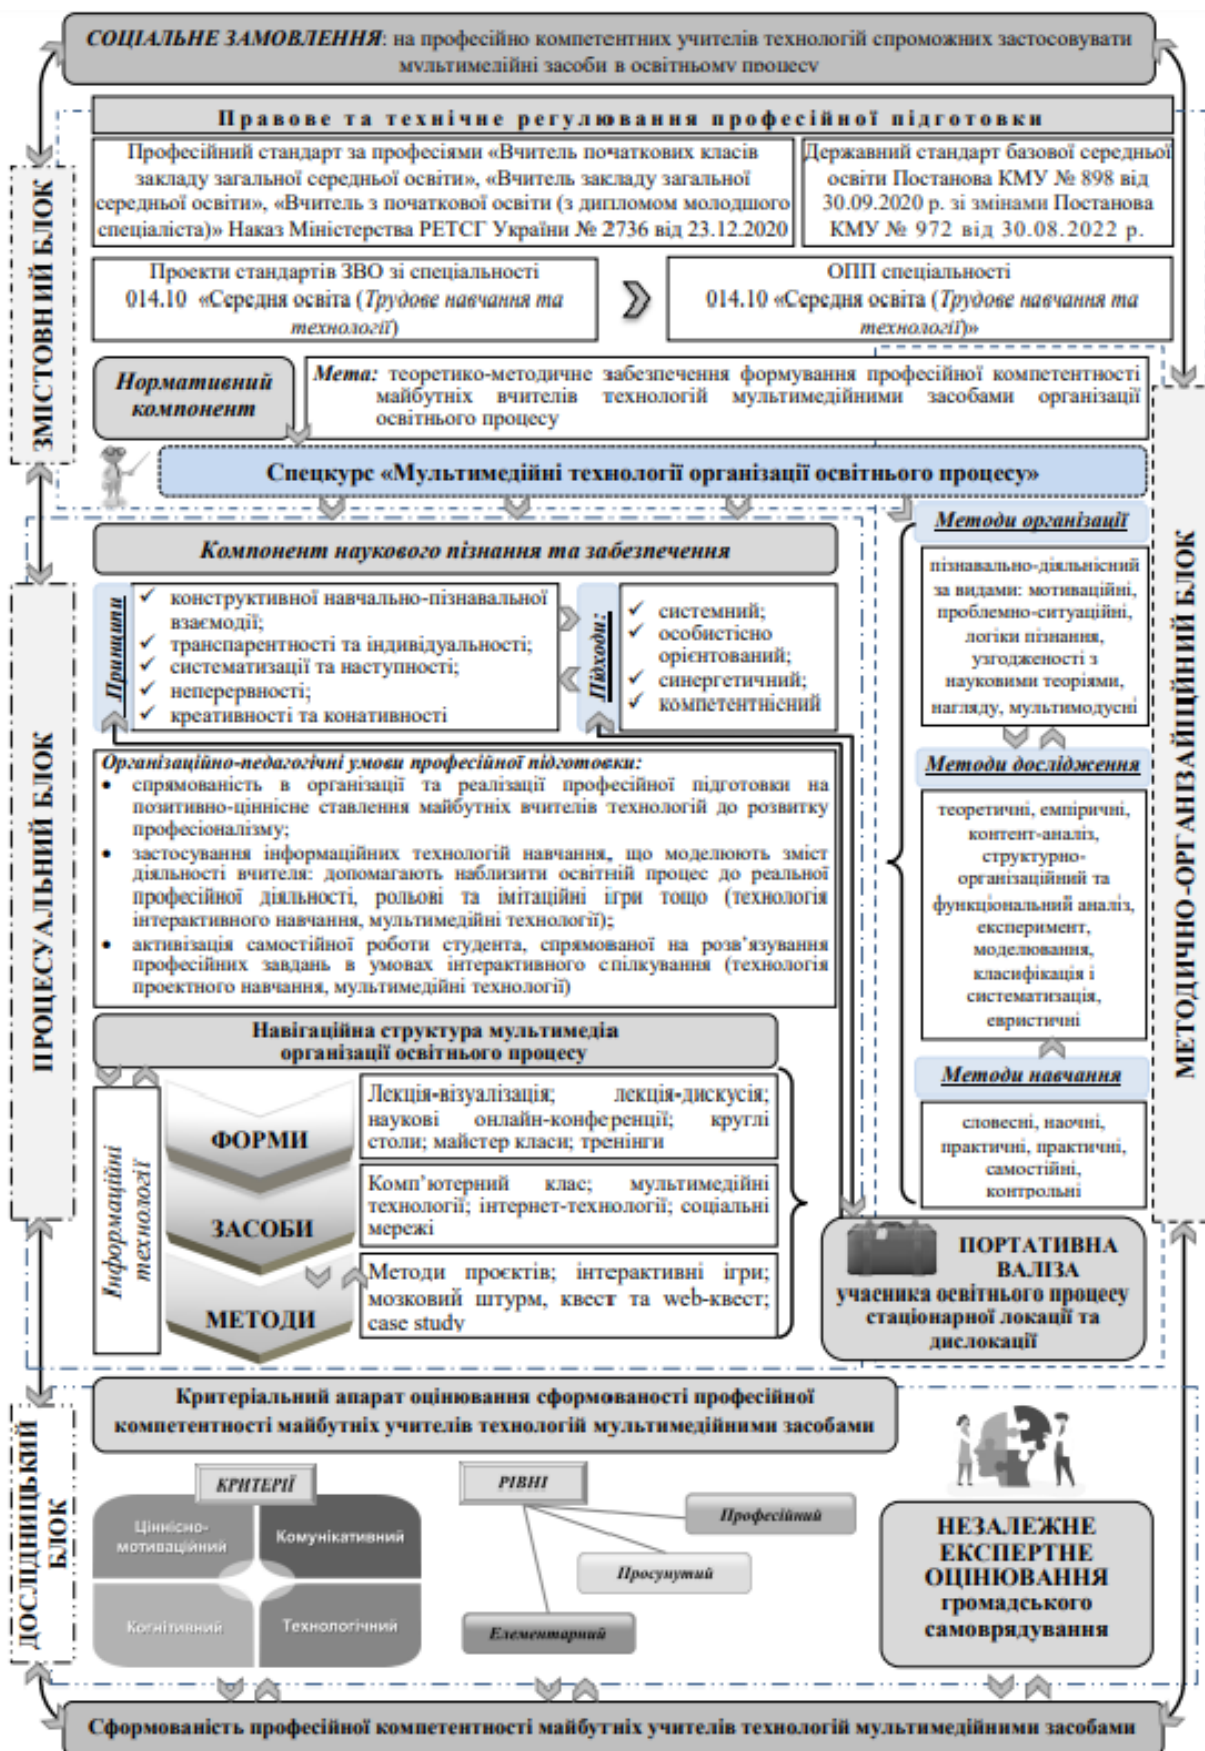 СОЦІАЛЬНЕ ЗАМОВЛЕННЯ: на професійно компетентних учителів технологій спроможних застосовувати
мультимедійні засоби в освітньому процесу
Правове та технічне регулювання професійної підготовки
Професійний стандарт за професіями «Вчитель початкових класів
закладу загальної середньої освіти», «Вчитель закладу загальної
середньої освіти», «Вчитель з початкової освіти (з дипломом молодшого
спеціаліста)» Наказ Міністерства РЕТСГ України № 2736 від 23.12.2020
Державний стандарт базової середньої
освіти Постанова КМУ № 898 від
30.09.2020 р. зі змінами Постанова
КМУ № 972 від 30.08.2022 р.
Проекти стандартів ЗВО зі спеціальності
014.10 «Середня освіта (Трудове навчання та
технології)
ОПП спеціальності
014.10 «Середня освіта (Трудове навчання та
технології)»
ЗМІСТОВНИЙ БЛОК
Нормативний
компонент
Мета: теоретико-методичне забезпечення формування професійної компетентності
майбутніх вчителів технологій мультимедійними засобами організації
освітнього процесу
Спецкурс «Мультимедійні технології організації освітнього процесу»
ПРОЦЕСУАЛЬНИЙ БЛОК
Компонент наукового пізнання та забезпечення
Принципи
✓ конструктивної навчально-пізнавальної
взаємодії;
✓ транспарентності та індивідуальності;
✓ систематизації та наступності;
✓ неперервності;
✓ креативності та конативності
Підходи:
✓ системний;
✓ особистісно
орієнтований;
✓ синергетичний;
✓ компетентнісний
Організаційно-педагогічні умови професійної підготовки:
• спрямованість в організації та реалізації професійної підготовки на
позитивно-ціннісне ставлення майбутніх вчителів технологій до розвитку
професіоналізму;
• застосування інформаційних технологій навчання, що моделюють зміст
діяльності вчителя: допомагають наблизити освітній процес до реальної
професійної діяльності, рольові та імітаційні ігри тощо (технологія
інтерактивного навчання, мультимедійні технології);
• активізація самостійної роботи студента, спрямованої на розв’язування
професійних завдань в умовах інтерактивного спілкування (технологія
проектного навчання, мультимедійні технології)
Навігаційна структура мультимедіа
організації освітнього процесу
Інформаційні
технології
ФОРМИ
Лекція-візуалізація; лекція-дискусія;
наукові онлайн-конференції; круглі
столи; майстер класи; тренінги
ЗАСОБИ
Комп’ютерний клас; мультимедійні
технології; інтернет-технології; соціальні
мережі
МЕТОДИ
Методи проєктів; інтерактивні ігри;
мозковий штурм, квест та web-квест;
case study
МЕТОДИЧНО-ОРГАНЗАЙЦІЙНИЙ БЛОК
Методи організації
пізнавально-діяльнісний
за видами: мотиваційні,
проблемно-ситуаційні,
логіки пізнання,
узгодженості з
науковими теоріями,
нагляду, мультимодусні
Методи дослідження
теоретичні, емпіричні,
контент-аналіз,
структурно-
організаційний та
функціональний аналіз,
експеримент,
моделювання,
класифікація і
систематизація,
евристичні
Методи навчання
словесні, наочні,
практичні, практичні,
самостійні,
контрольні
ПОРТАТИВНА
ВАЛІЗА
учасника освітнього процесу
стаціонарної локації та
дислокації
ДОСЛІДНИЦЬКИЙ
БЛОК
Критеріальний апарат оцінювання сформованості професійної
компетентності майбутніх учителів технологій мультимедійними засобами
КРИТЕРІЇ
Ціннісно-
мотиваційний
Комунікативний
Когнітивний
Технологічний
РІВНІ
Професійний
Просунутий
Елементарний
НЕЗАЛЕЖНЕ
ЕКСПЕРТНЕ
ОЦІНЮВАННЯ
громадського
самоврядування
Сформованість професійної компетентності майбутніх учителів технологій мультимедійними засобами